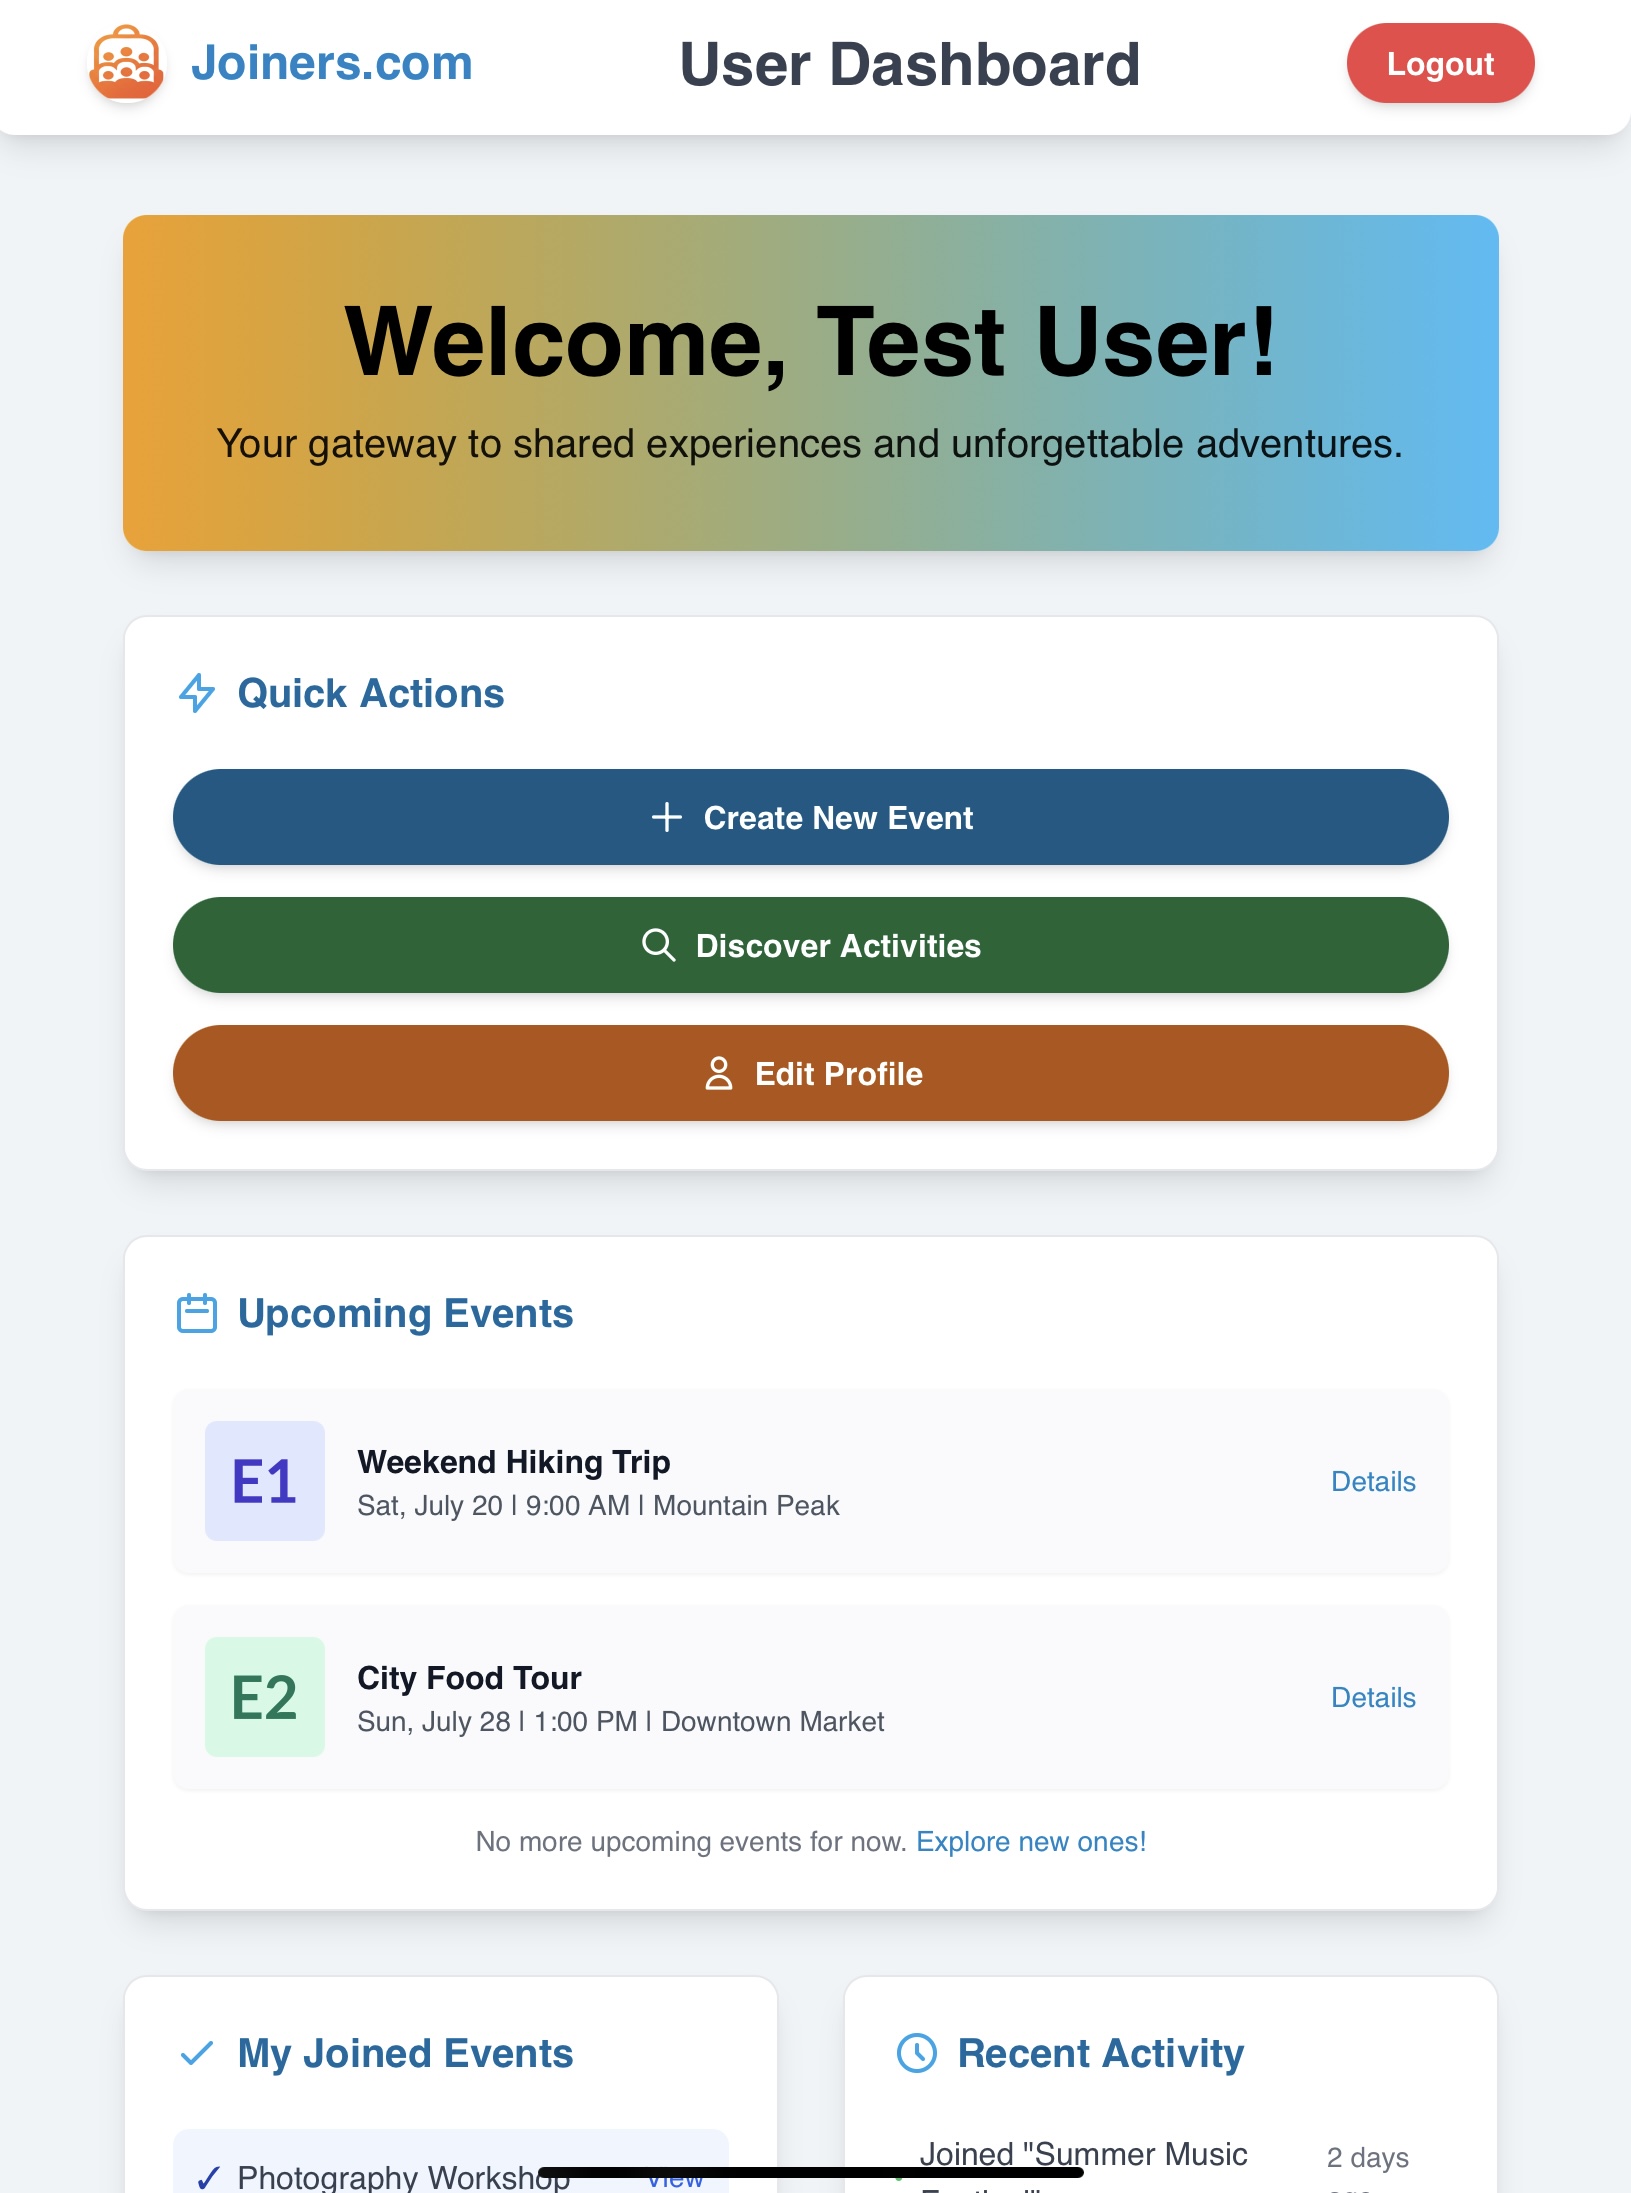 Joiners.com
User Dashboard
Logout
Welcome, Test User!
Your gateway to shared experiences and unforgettable adventures.
Quick Actions
Create New Event
Discover Activities
Edit Profile
Upcoming Events
E1
Weekend Hiking Trip
Sat, July 20 | 9:00 AM | Mountain Peak
Details
E2
City Food Tour
Sun, July 28 | 1:00 PM | Downtown Market
Details
No more upcoming events for now. Explore new ones!
My Joined Events
✓ Photography Workshop
View
Recent Activity
Joined "Summer Music
2 days